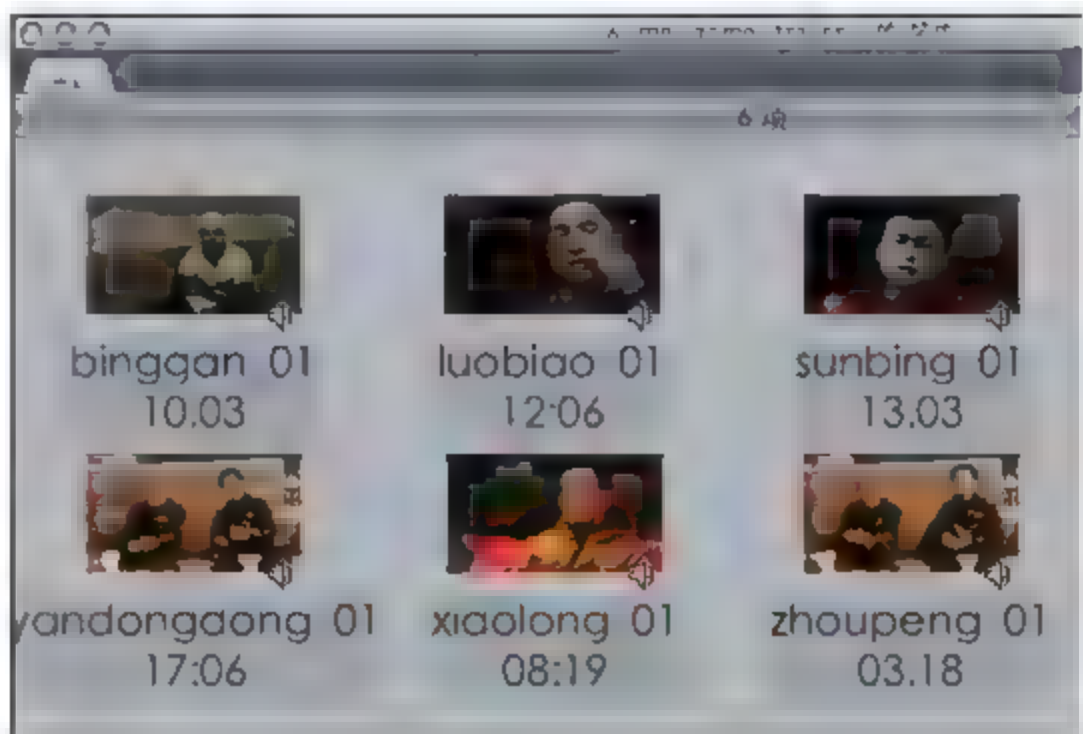 6 项
binggan 01
luobiao 01
sunbing 01
10.03
12:06
13.03
yandongdong 01
xiaolong 01
zhoupeng 01
17:06
08:19
03.18